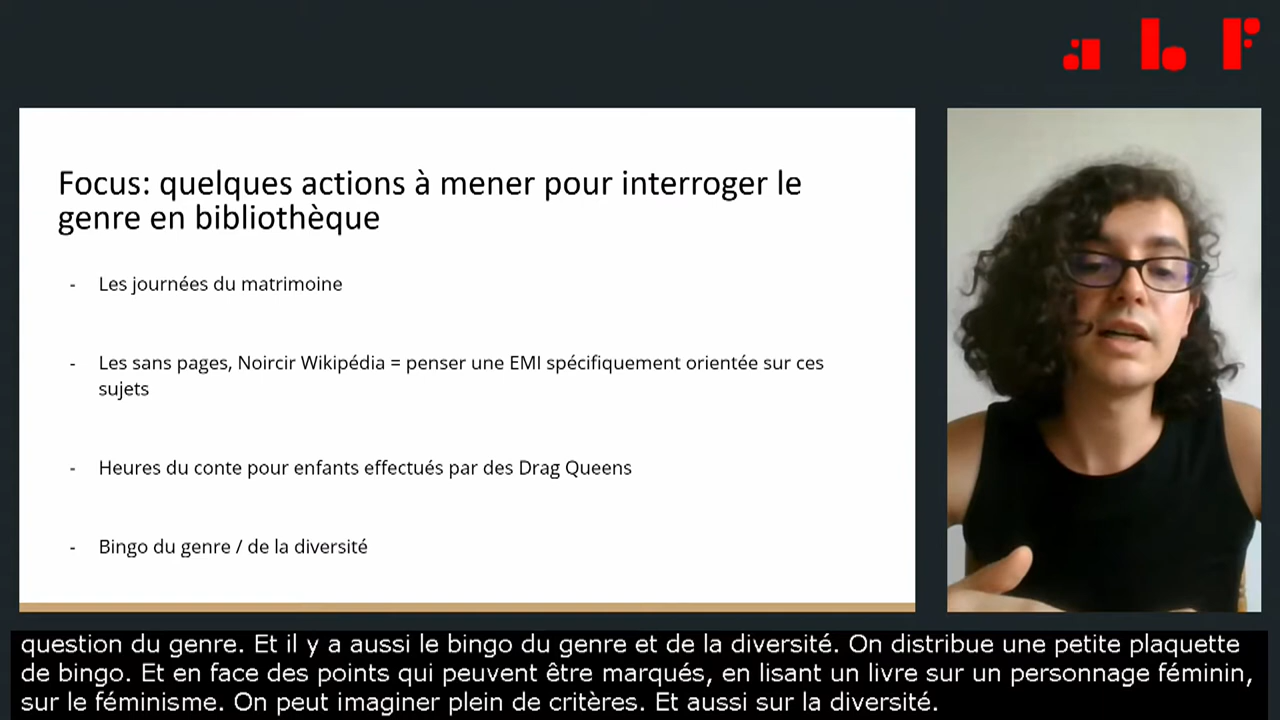 abf
Focus: quelques actions à mener pour interroger le
genre en bibliothèque
- Les journées du matrimoine
- Les sans pages, Noircir Wikipédia = penser une EMI spécifiquement orientée sur ces
sujets
- Heures du conte pour enfants effectués par des Drag Queens
- Bingo du genre / de la diversité
question du genre. Et il y a aussi le bingo du genre et de la diversité. On distribue une petite plaquette
de bingo. Et en face des points qui peuvent être marqués, en lisant un livre sur un personnage féminin,
sur le féminisme. On peut imaginer plein de critères. Et aussi sur la diversité.